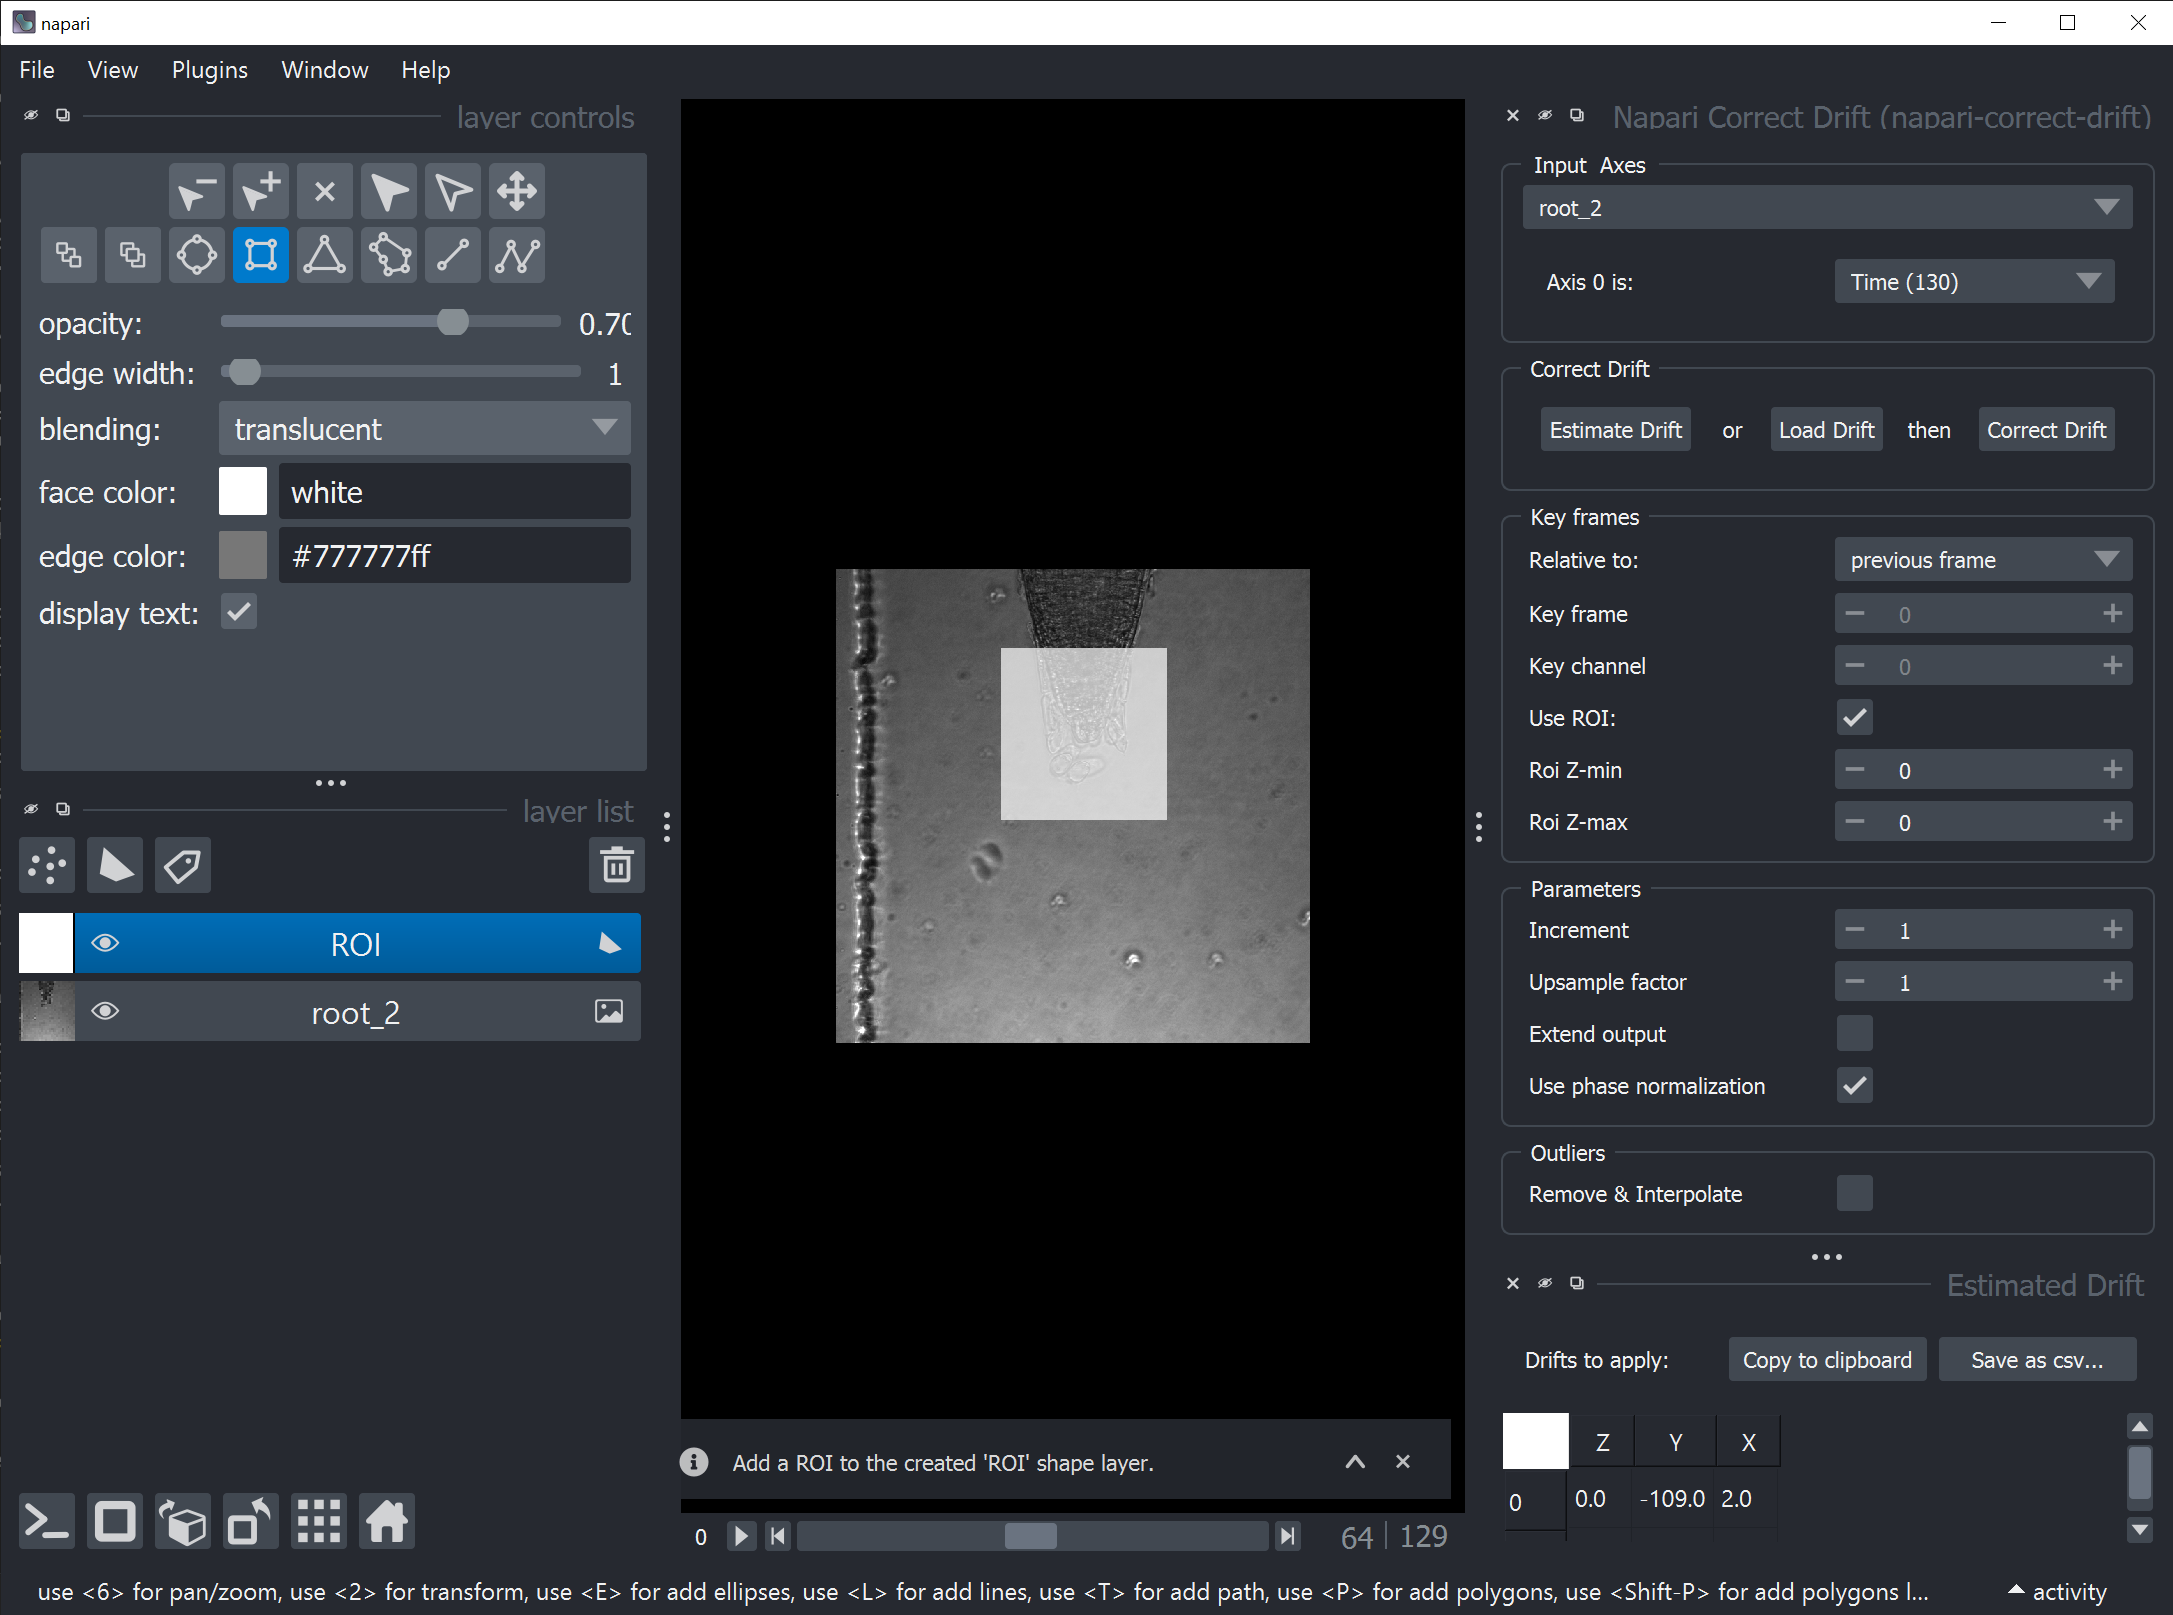 napari
File View Plugins Window Help
layer controls
opacity: 0.70
edge width: 1
blending: translucent
face color: white
edge color: #777777ff
display text:
layer list
ROI
root_2
Add a ROI to the created 'ROI' shape layer.
0 64 129
Napari Correct Drift (napari-correct-drift)
Input Axes
root_2
Axis 0 is: Time (130)
Correct Drift
Estimate Drift or Load Drift then Correct Drift
Key frames
Relative to: previous frame
Key frame 0
Key channel 0
Use ROI:
Roi Z-min 0
Roi Z-max 0
Parameters
Increment 1
Upsample factor 1
Extend output
Use phase normalization
Outliers
Remove & Interpolate
Estimated Drift
Drifts to apply: Copy to clipboard Save as csv...
Z Y X
0 0.0 -109.0 2.0
use <6> for pan/zoom, use <2> for transform, use <E> for add ellipses, use <L> for add lines, use <T> for add path, use <P> for add polygons, use <Shift-P> for add polygons l... activity